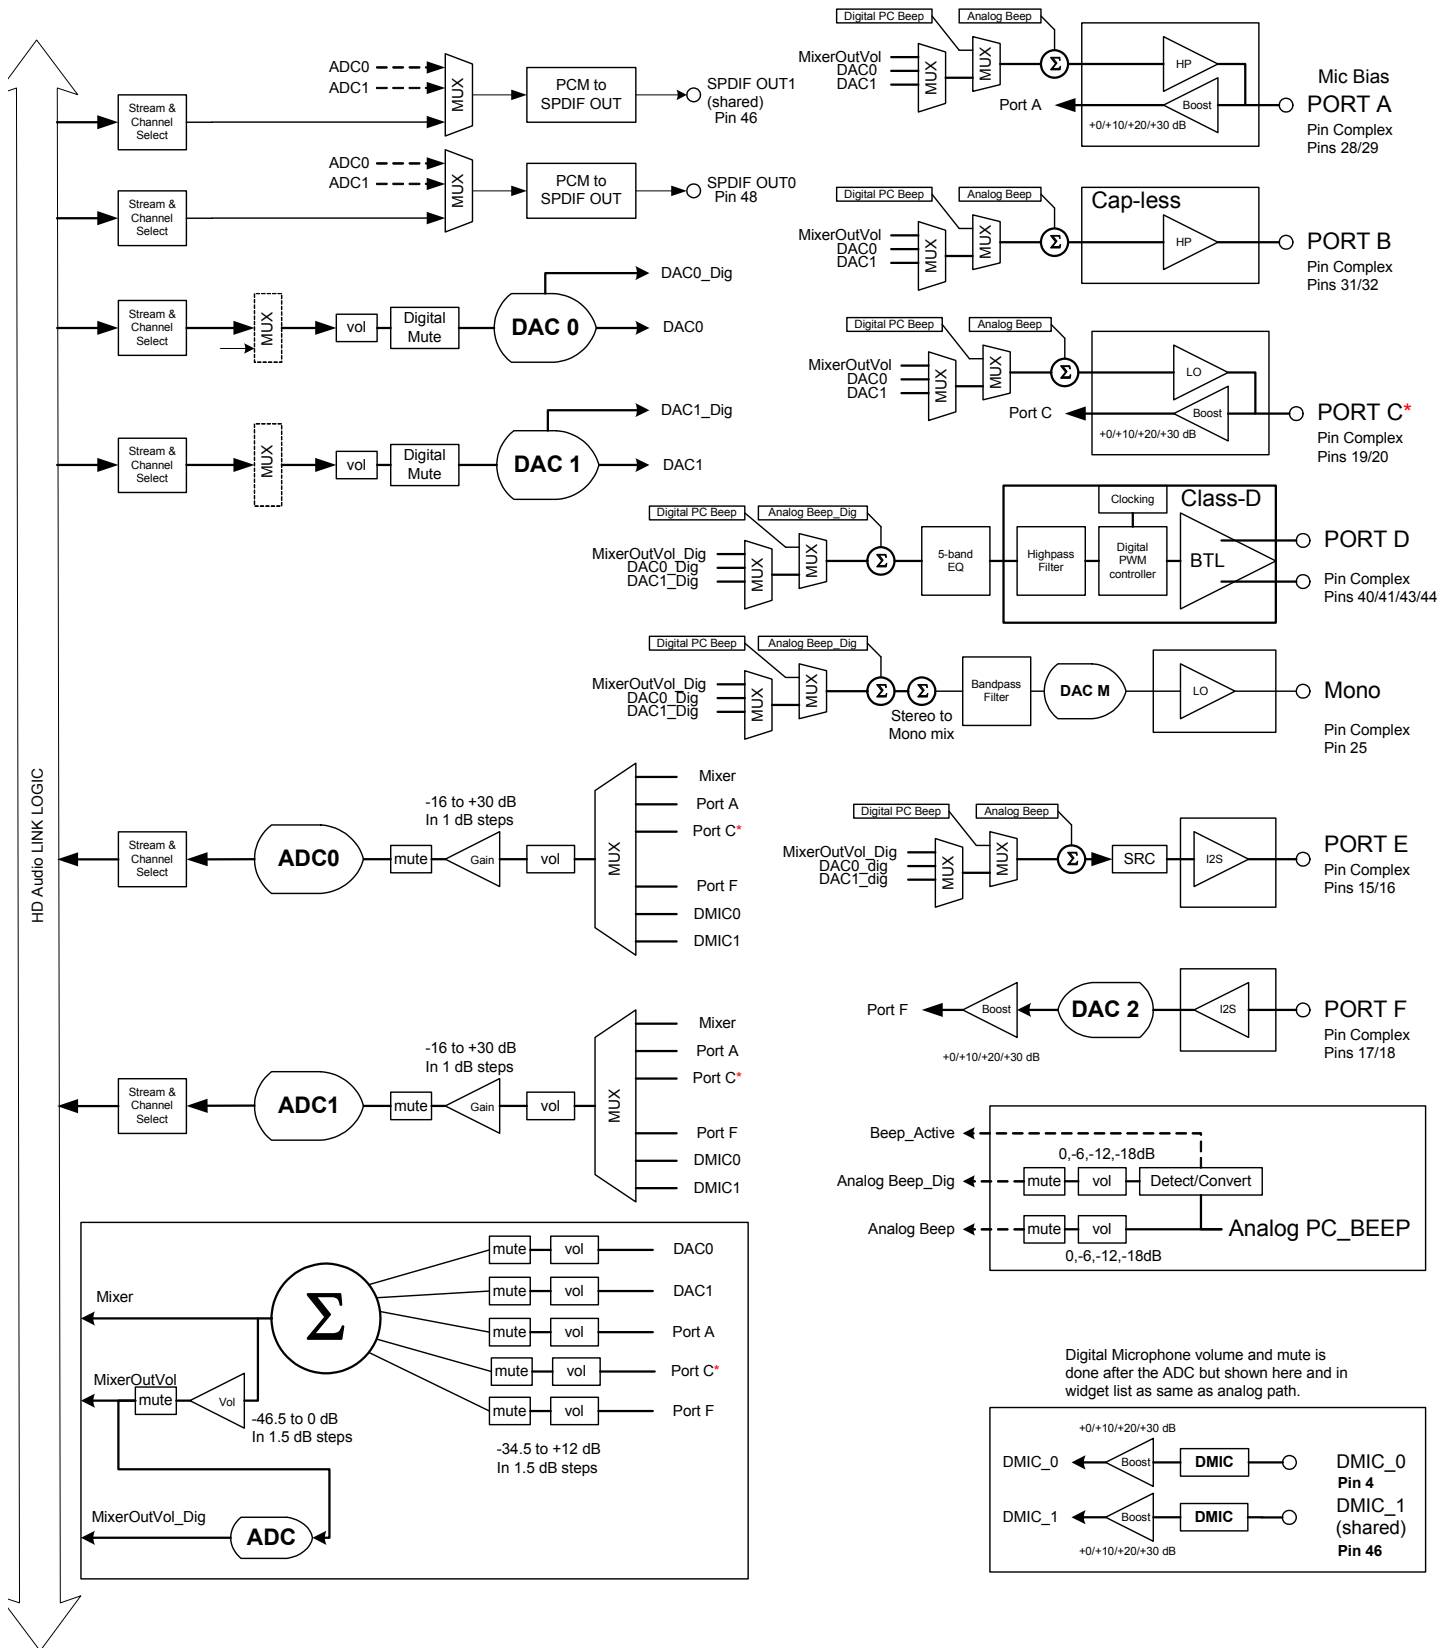 HD Audio LINK LOGIC
Stream &
Channel
Select
ADC0
ADC1
MUX
PCM to
SPDIF OUT
SPDIF OUT1
(shared)
Pin 46
Stream &
Channel
Select
ADC0
ADC1
MUX
PCM to
SPDIF OUT
SPDIF OUT0
Pin 48
Stream &
Channel
Select
MUX
vol
Digital
Mute
DAC 0
DAC0_Dig
DAC0
Stream &
Channel
Select
MUX
vol
Digital
Mute
DAC 1
DAC1_Dig
DAC1
Digital PC Beep
Analog Beep
MixerOutVol
DAC0
DAC1
MUX
MUX
Σ
HP
Port A
Boost
+0/+10/+20/+30 dB
Mic Bias
PORT A
Pin Complex
Pins 28/29
Digital PC Beep
Analog Beep
MixerOutVol
DAC0
DAC1
MUX
MUX
Σ
Cap-less
HP
PORT B
Pin Complex
Pins 31/32
Digital PC Beep
Analog Beep
MixerOutVol
DAC0
DAC1
MUX
MUX
Σ
LO
Port C
Boost
+0/+10/+20/+30 dB
PORT C*
Pin Complex
Pins 19/20
Digital PC Beep
Analog Beep_Dig
MixerOutVol_Dig
DAC0_Dig
DAC1_Dig
MUX
MUX
Σ
5-band
EQ
Highpass
Filter
Clocking
Digital
PWM
controller
Class-D
BTL
PORT D
Pin Complex
Pins 40/41/43/44
Digital PC Beep
Analog Beep_Dig
MixerOutVol_Dig
DAC0_Dig
DAC1_Dig
MUX
MUX
Σ
Σ
Stereo to
Mono mix
Bandpass
Filter
DAC M
LO
Mono
Pin Complex
Pin 25
Stream &
Channel
Select
ADC0
mute
-16 to +30 dB
In 1 dB steps
Gain
vol
MUX
Mixer
Port A
Port C*
Port F
DMIC0
DMIC1
Digital PC Beep
Analog Beep
MixerOutVol_Dig
DAC0_dig
DAC1_dig
MUX
MUX
Σ
SRC
I2S
PORT E
Pin Complex
Pins 15/16
Port F
Boost
+0/+10/+20/+30 dB
DAC 2
I2S
PORT F
Pin Complex
Pins 17/18
Stream &
Channel
Select
ADC1
mute
-16 to +30 dB
In 1 dB steps
Gain
vol
MUX
Mixer
Port A
Port C*
Port F
DMIC0
DMIC1
Beep_Active
0,-6,-12,-18dB
Analog Beep_Dig
mute
vol
Detect/Convert
Analog Beep
mute
vol
Analog PC_BEEP
0,-6,-12,-18dB
Mixer
Σ
mute
vol
DAC0
mute
vol
DAC1
mute
vol
Port A
mute
vol
Port C*
mute
vol
Port F
MixerOutVol
mute
Vol
-46.5 to 0 dB
In 1.5 dB steps
-34.5 to +12 dB
In 1.5 dB steps
MixerOutVol_Dig
ADC
Digital Microphone volume and mute is
done after the ADC but shown here and in
widget list as same as analog path.
+0/+10/+20/+30 dB
DMIC_0
Boost
DMIC
DMIC_0
Pin 4
DMIC_1
Boost
DMIC
DMIC_1
(shared)
Pin 46
+0/+10/+20/+30 dB